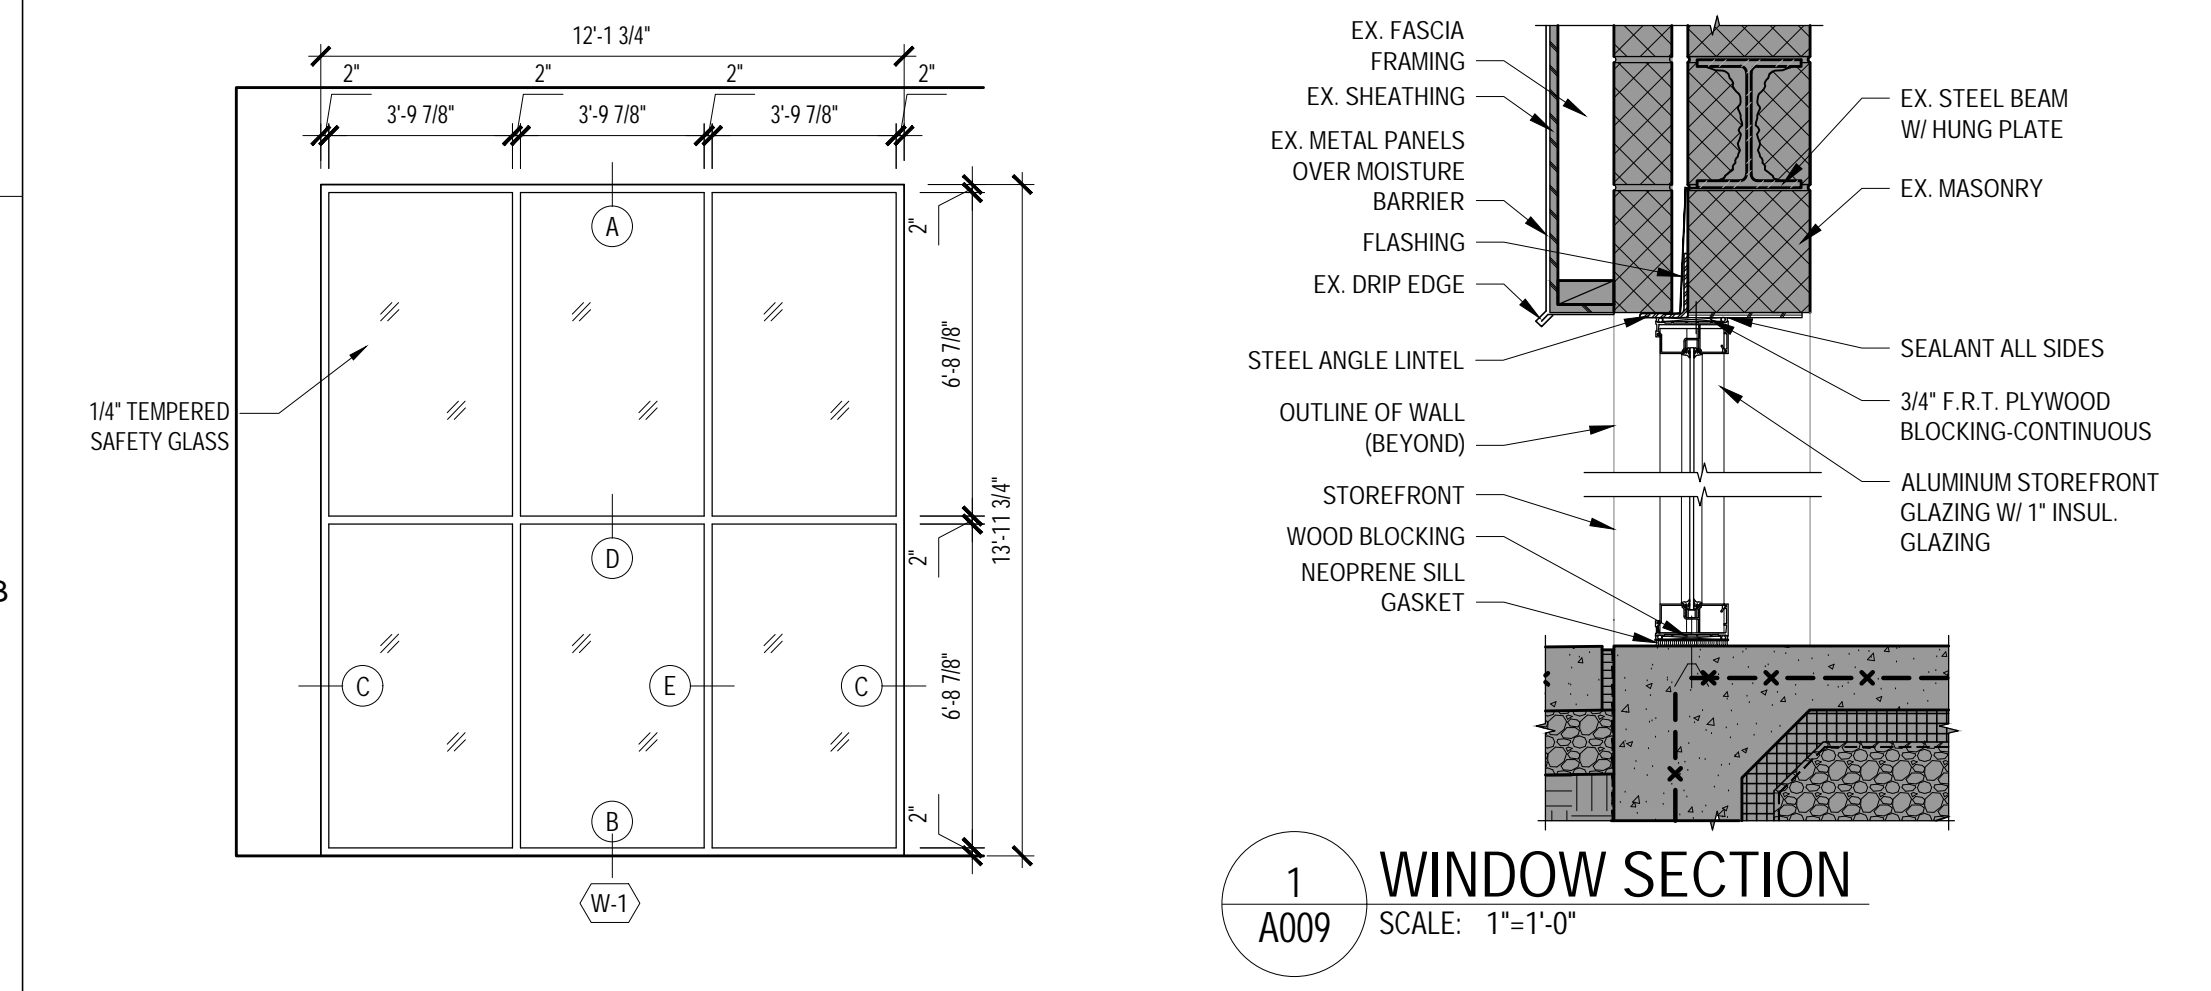 12'-1 3/4"
2"
2"
2"
2"
3'-9 7/8"
3'-9 7/8"
3'-9 7/8"
A
2"
6'-8 7/8"
1/4" TEMPERED
SAFETY GLASS
13'-11 3/4"
D
2"
C
E
C
6'-8 7/8"
B
2"
W-1
EX. FASCIA
FRAMING
EX. SHEATHING
EX. METAL PANELS
OVER MOISTURE
BARRIER
FLASHING
EX. DRIP EDGE
STEEL ANGLE LINTEL
OUTLINE OF WALL
(BEYOND)
STOREFRONT
WOOD BLOCKING
NEOPRENE SILL
GASKET
EX. STEEL BEAM
W/ HUNG PLATE
EX. MASONRY
SEALANT ALL SIDES
3/4" F.R.T. PLYWOOD
BLOCKING-CONTINUOUS
ALUMINUM STOREFRONT
GLAZING W/ 1" INSUL.
GLAZING
1
A009
WINDOW SECTION
SCALE: 1"=1'-0"